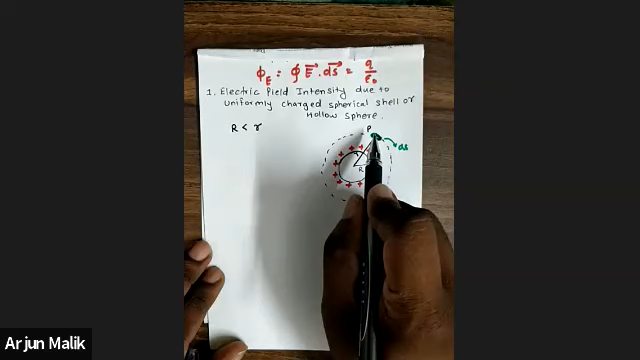 ϕE = ∮ E⃗ . ds⃗ = q/ε₀
1. Electric Field Intensity due to
uniformly charged spherical shell or
Hollow sphere.
R < r
P
ds
R
Arjun Malik